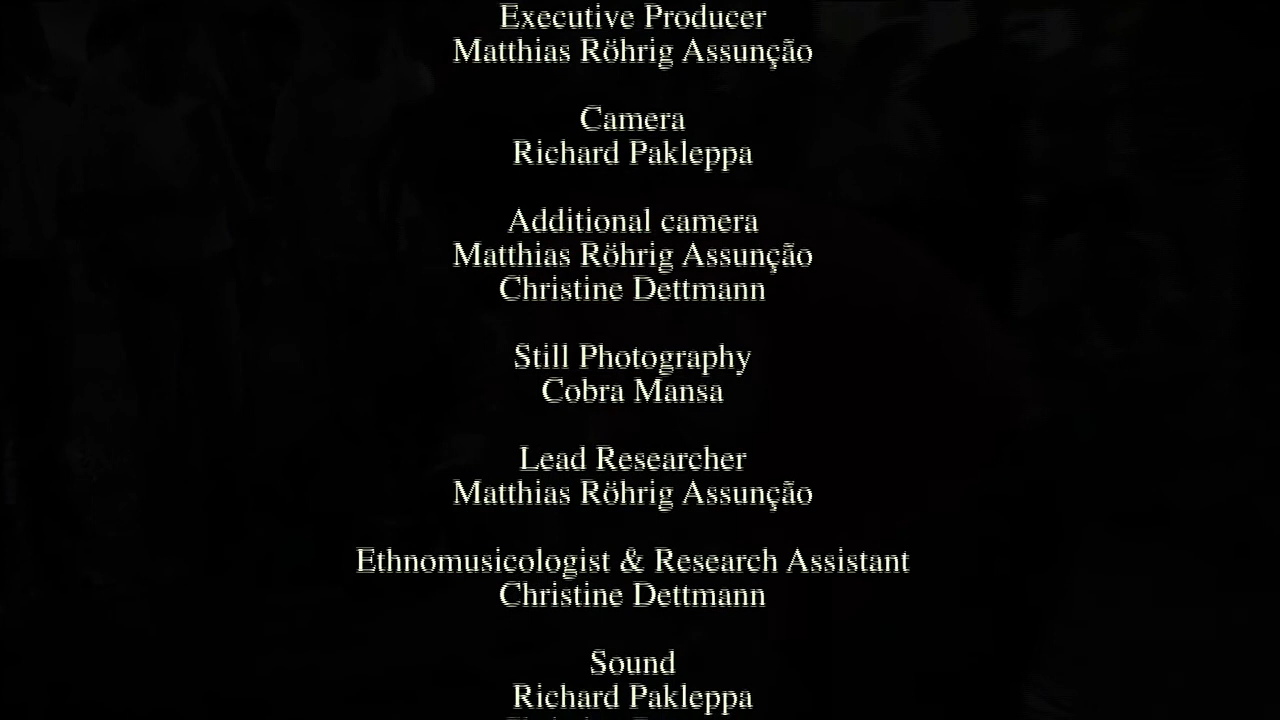 Executive Producer
Matthias Röhrig Assunção
Camera
Richard Pakleppa
Additional camera
Matthias Röhrig Assunção
Christine Dettmann
Still Photography
Cobra Mansa
Lead Researcher
Matthias Röhrig Assunção
Ethnomusicologist & Research Assistant
Christine Dettmann
Sound
Richard Pakleppa